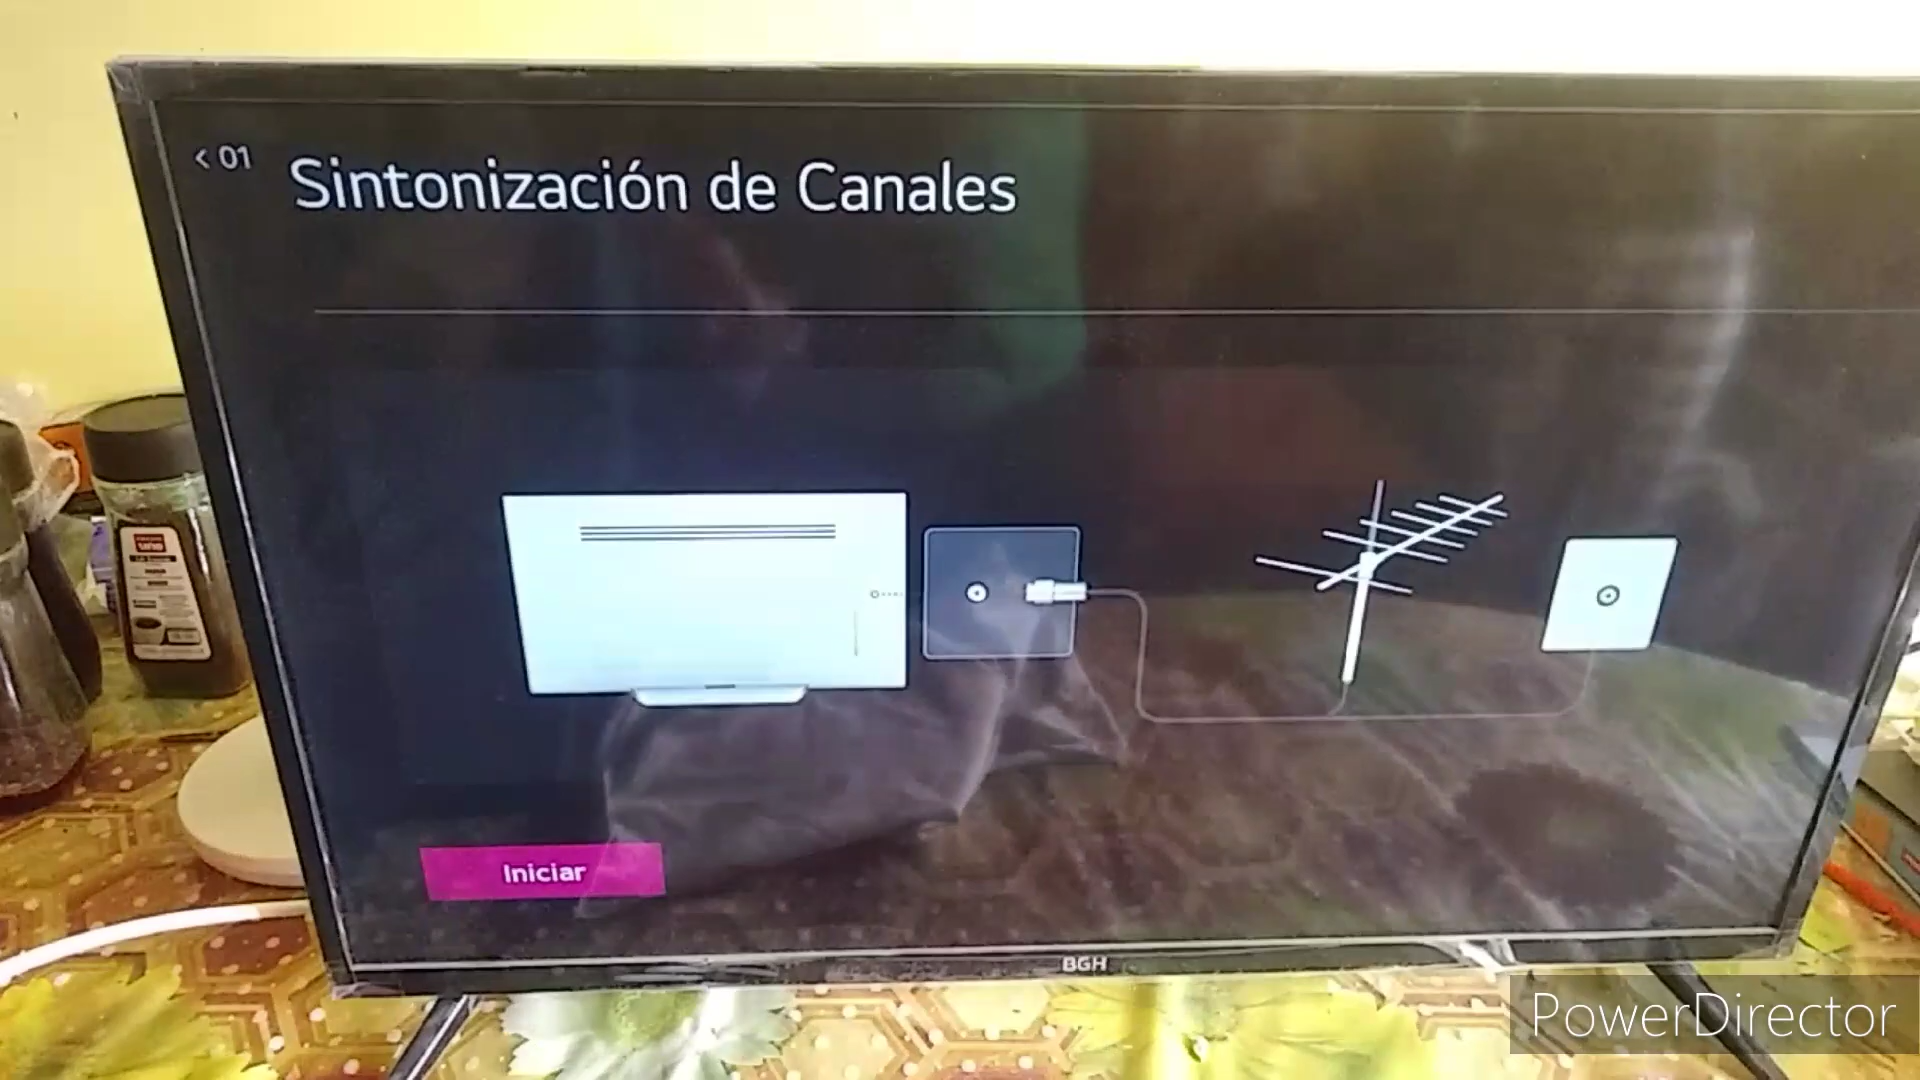 < 01
Sintonización de Canales
Iniciar
BGH
PowerDirector